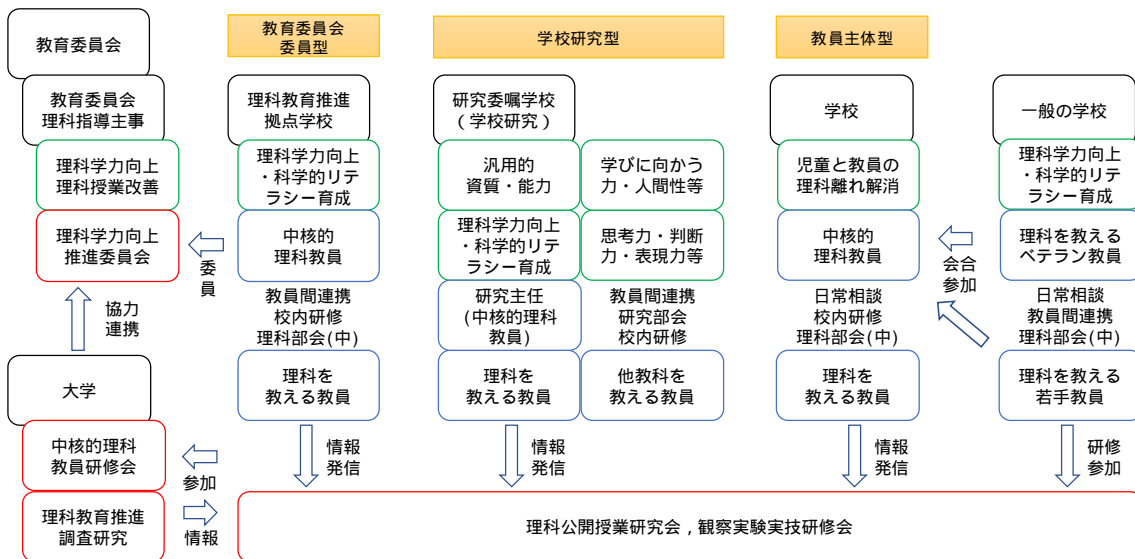 教育委員会
教育委員会
理科指導主事
理科学力向上
理科授業改善
理科学力向上
推進委員会
協力
連携
大学
中核的理科
教員研修会
理科教育推進
調査研究
教育委員会
委員型
理科教育推進
拠点学校
理科学力向上
・科学的リテ
ラシー育成
中核的
理科教員
委
員
教員間連携
校内研修
理科部会(中)
理科を
教える教員
情報
発信
参加
情報
学校研究型
研究委嘱学校
(学校研究)
汎用的
資質・能力
学びに向かう
力・人間性等
理科学力向上
・科学的リテ
ラシー育成
思考力・判断
力・表現力等
研究主任
(中核的理科
教員)
教員間連携
研究部会
校内研修
理科を
教える教員
他教科を
教える教員
情報
発信
教員主体型
学校
児童と教員の
理科離れ解消
中核的
理科教員
日常相談
校内研修
理科部会(中)
理科を
教える教員
情報
発信
会合
参加
一般の学校
理科学力向上
・科学的リテ
ラシー育成
理科を教える
ベテラン教員
日常相談
教員間連携
理科部会(中)
理科を教える
若手教員
研修
参加
理科公開授業研究会，観察実験実技研修会